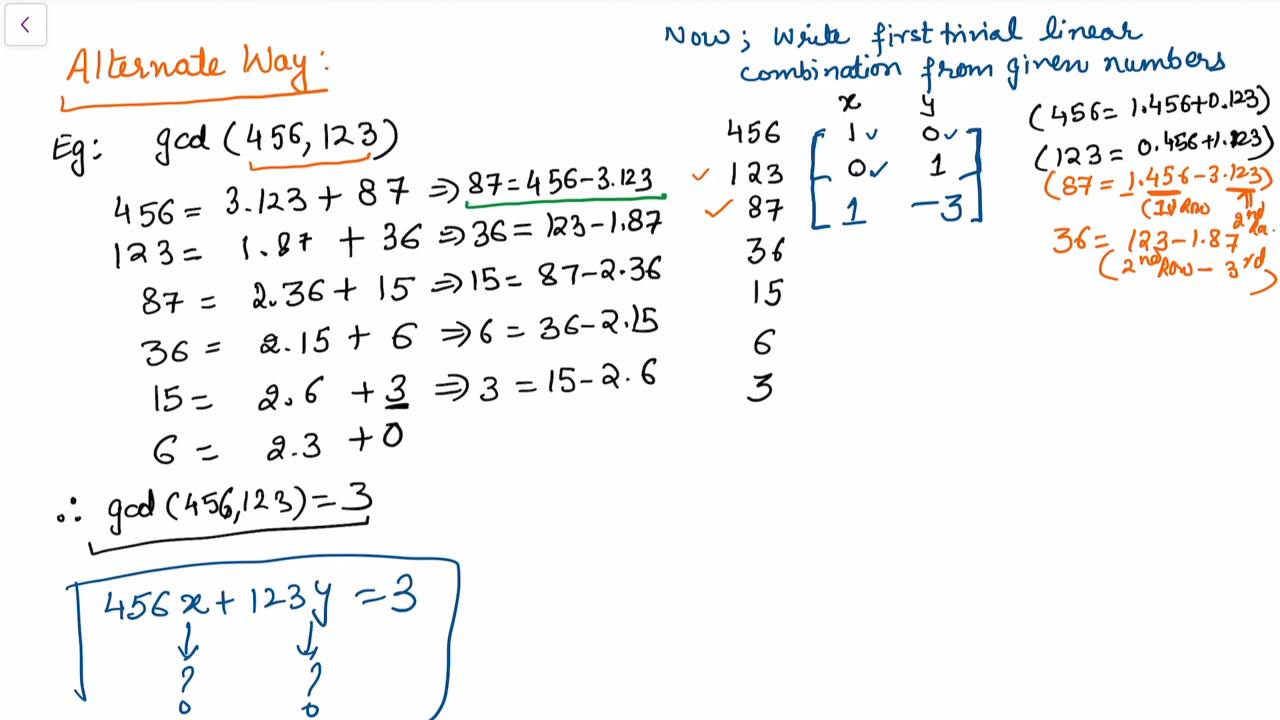 Alternate Way:
Eg: gcd (456,123)
456 = 3.123 + 87 ⇒ 87 = 456-3.123
123 = 1.87 + 36 ⇒ 36 = 123-1.87
87 = 2.36 + 15 ⇒ 15 = 87-2.36
36 = 2.15 + 6 ⇒ 6 = 36-2.15
15 = 2.6 + 3 ⇒ 3 = 15-2.6
6 = 2.3 + 0
∴ gcd (456,123) = 3
456x + 123y = 3
? ?
Now; Write first trivial linear
combination from given numbers
x y
456 1 ✓ 0 ✓
✓ 123 0 ✓ 1
✓ 87 1 -3
36
15
6
3
(456 = 1.456+0.123)
(123 = 0.456+1.123)
(87 = 1.456-3.123)
(Ist Row 2nd
36 = 123-1.87
(2nd Row - 3rd)